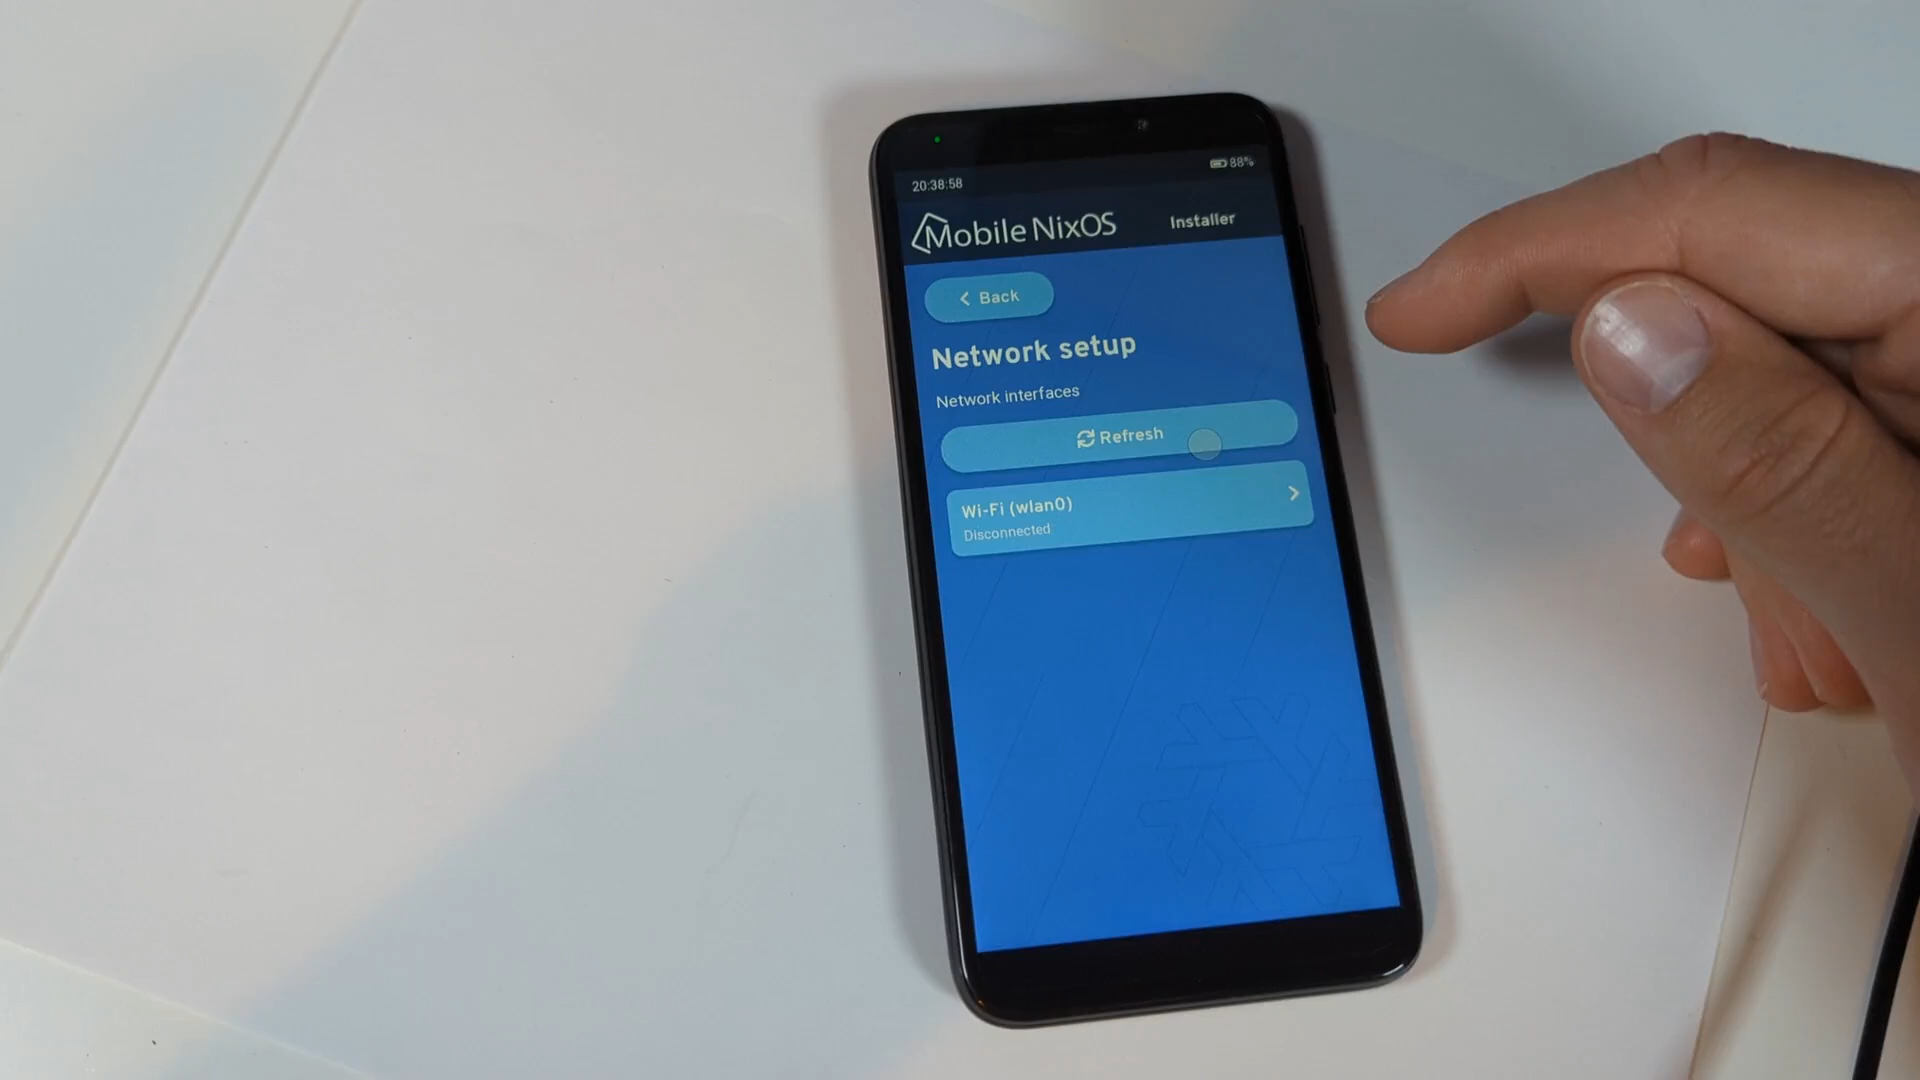 20:38:58
88%
Mobile NixOS
Installer
Back
Network setup
Network interfaces
Refresh
Wi-Fi (wlan0)
Disconnected